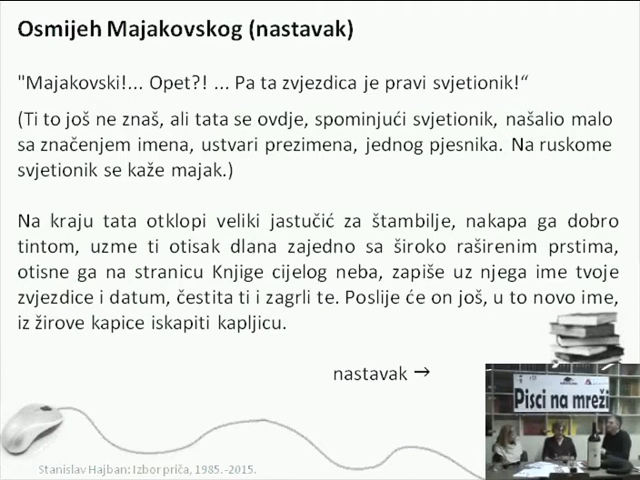 Osmijeh Majakovskog (nastavak)
"Majakovski!... Opet?! ... Pa ta zvjezdica je pravi svjetionik!“
(Ti to još ne znaš, ali tata se ovdje, spominjući svjetionik, našalio malo
sa značenjem imena, ustvari prezimena, jednog pjesnika. Na ruskome
svjetionik se kaže majak.)
Na kraju tata otklopi veliki jastučić za štambilje, nakapa ga dobro
tintom, uzme ti otisak dlana zajedno sa široko raširenim prstima,
otisne ga na stranicu Knjige cijelog neba, zapiše uz njega ime tvoje
zvjezdice i datum, čestita ti i zagrli te. Poslije će on još, u to novo ime,
iz žirove kapice iskapiti kapljicu.
nastavak →
Pisci na mreži
Stanislav Hajban: Izbor priča, 1985.-2015.